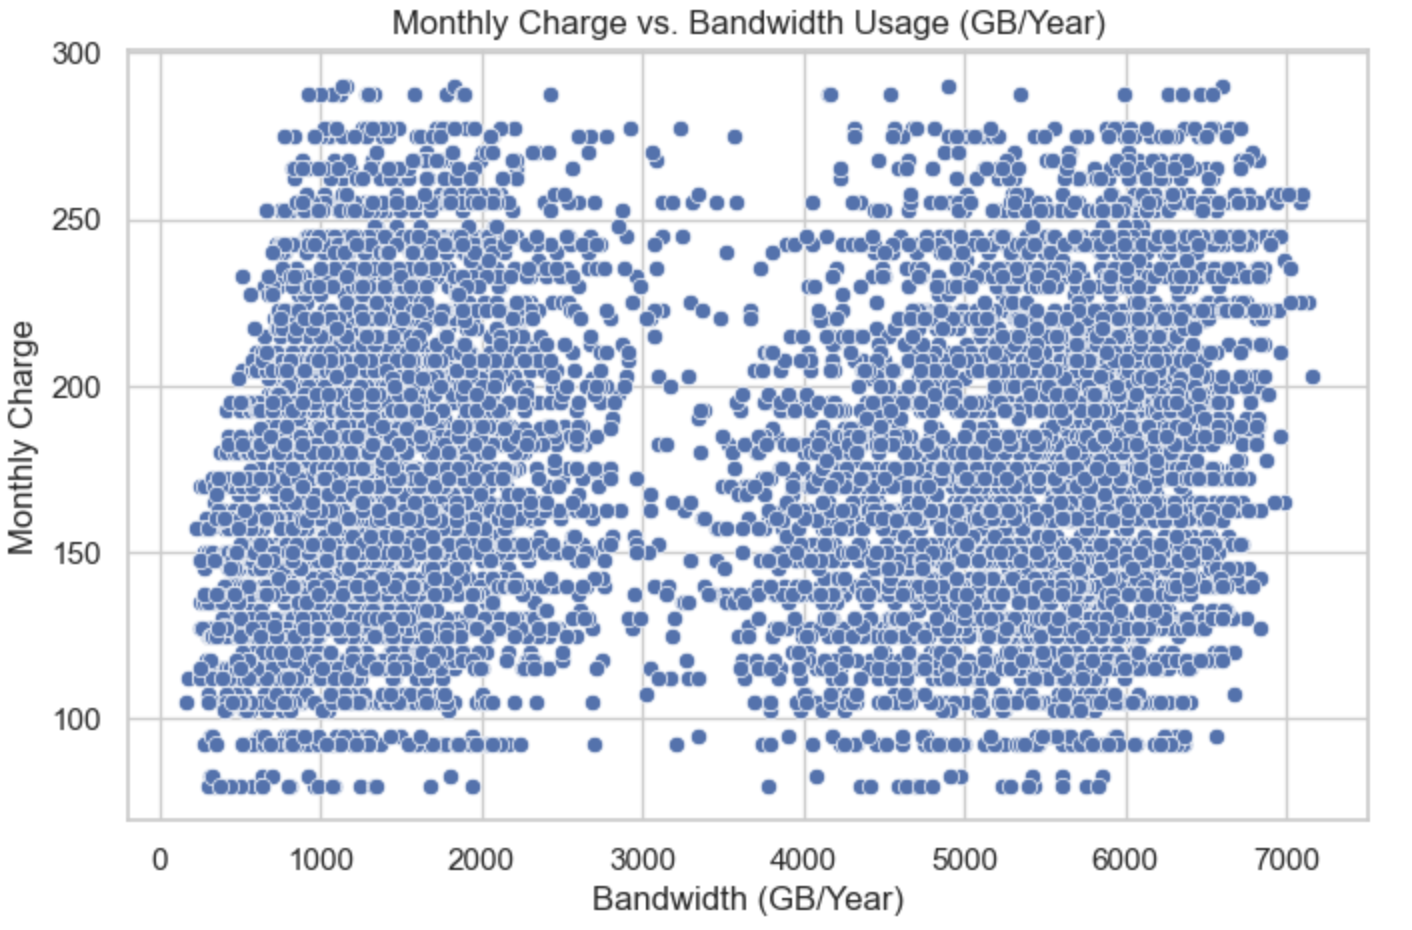 Monthly Charge vs. Bandwidth Usage (GB/Year)
300
250
200
150
100
Monthly Charge
0 1000 2000 3000 4000 5000 6000 7000
Bandwidth (GB/Year)